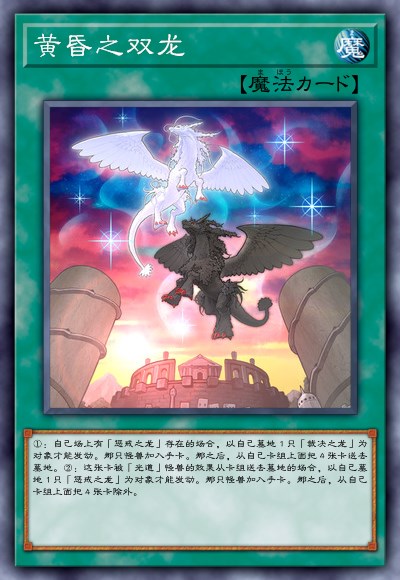 黄昏之双龙
魔
【魔法カード】
ま ほう
①：自己场上有「惩戒之龙」存在的场合，以自己墓地1只「裁决之龙」为
对象才能发动。那只怪兽加入手卡。那之后，从自己卡组上面把4张卡送去
墓地。②：这张卡被「光道」怪兽的效果从卡组送去墓地的场合，以自己墓
地1只「惩戒之龙」为对象才能发动。那只怪兽加入手卡。那之后，从自己
卡组上面把4张卡除外。